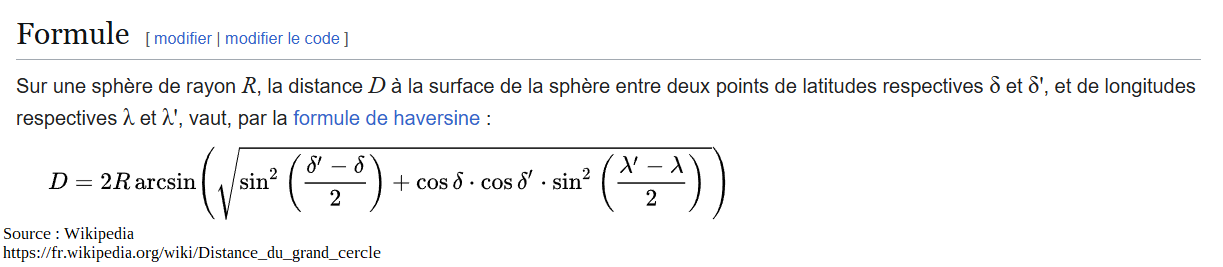 Formule [ modifier | modifier le code ]
Sur une sphère de rayon R, la distance D à la surface de la sphère entre deux points de latitudes respectives δ et δ', et de longitudes
respectives λ et λ', vaut, par la formule de haversine :
D = 2R arcsin(√(sin²((δ′ − δ)/2) + cos δ · cos δ′ · sin²((λ′ − λ)/2)))
Source : Wikipedia
https://fr.wikipedia.org/wiki/Distance_du_grand_cercle